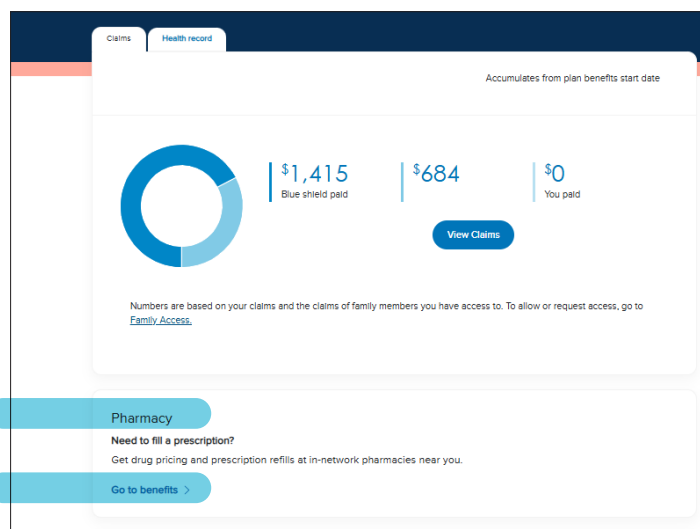 Claims
Health record
Accumulates from plan benefits start date
$1,415
Blue shield paid
$684
$0
You paid
View Claims
Numbers are based on your claims and the claims of family members you have access to. To allow or request access, go to
Family Access.
Pharmacy
Need to fill a prescription?
Get drug pricing and prescription refills at in-network pharmacies near you.
Go to benefits >